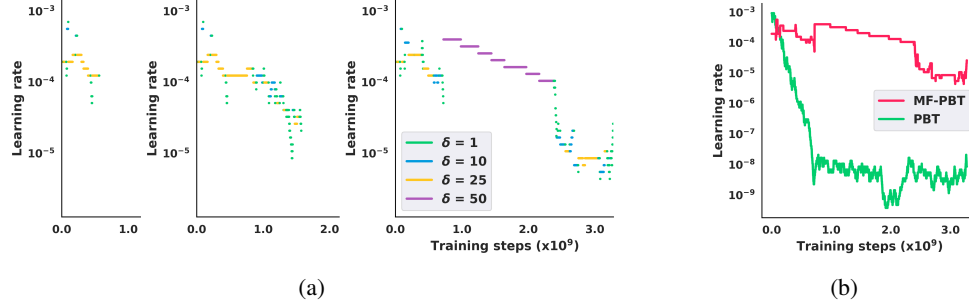 10⁻³
10⁻⁴
10⁻⁵
Learning rate
0.0
1.0
10⁻³
10⁻⁴
10⁻⁵
Learning rate
0.0
1.0
2.0
10⁻³
10⁻⁴
10⁻⁵
Learning rate
δ = 1
δ = 10
δ = 25
δ = 50
0.0
1.0
2.0
3.0
Training steps (x10⁹)
(a)
10⁻³
10⁻⁴
10⁻⁵
10⁻⁶
10⁻⁷
10⁻⁸
10⁻⁹
Learning rate
MF-PBT
PBT
0.0
1.0
2.0
3.0
Training steps (x10⁹)
(b)